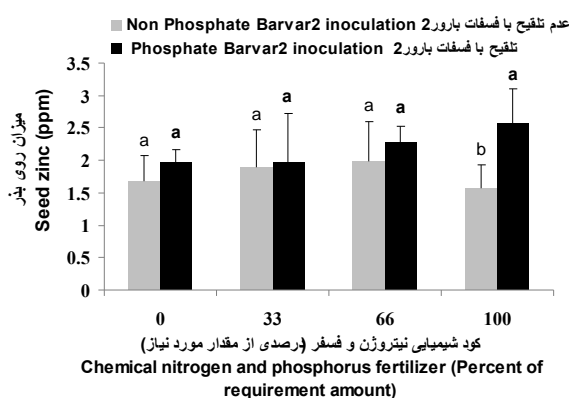 Non Phosphate Barvar2 inoculation عدم تلقیح با فسفات بارور2
Phosphate Barvar2 inoculation تلقیح با فسفات بارور2
میزان روی بذر
Seed zinc (ppm)
3.5
3
2.5
2
1.5
1
0.5
0
a
a
a
a
a
a
b
a
0 33 66 100
کود شیمیایی نیتروژن و فسفر (درصدی از مقدار مورد نیاز)
Chemical nitrogen and phosphorus fertilizer (Percent of
requirement amount)